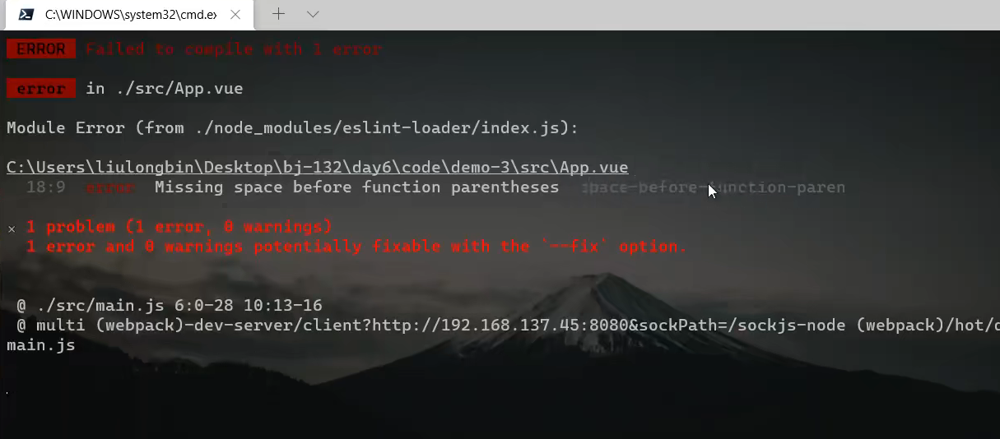 C:\WINDOWS\system32\cmd.ex
ERROR Failed to compile with 1 error
error in ./src/App.vue
Module Error (from ./node_modules/eslint-loader/index.js):
C:\Users\liulongbin\Desktop\bj-132\day6\code\demo-3\src\App.vue
18:9 error Missing space before function parentheses space-before-function-paren
× 1 problem (1 error, 0 warnings)
1 error and 0 warnings potentially fixable with the `--fix` option.
@ ./src/main.js 6:0-28 10:13-16
@ multi (webpack)-dev-server/client?http://192.168.137.45:8080&sockPath=/sockjs-node (webpack)/hot/d
main.js